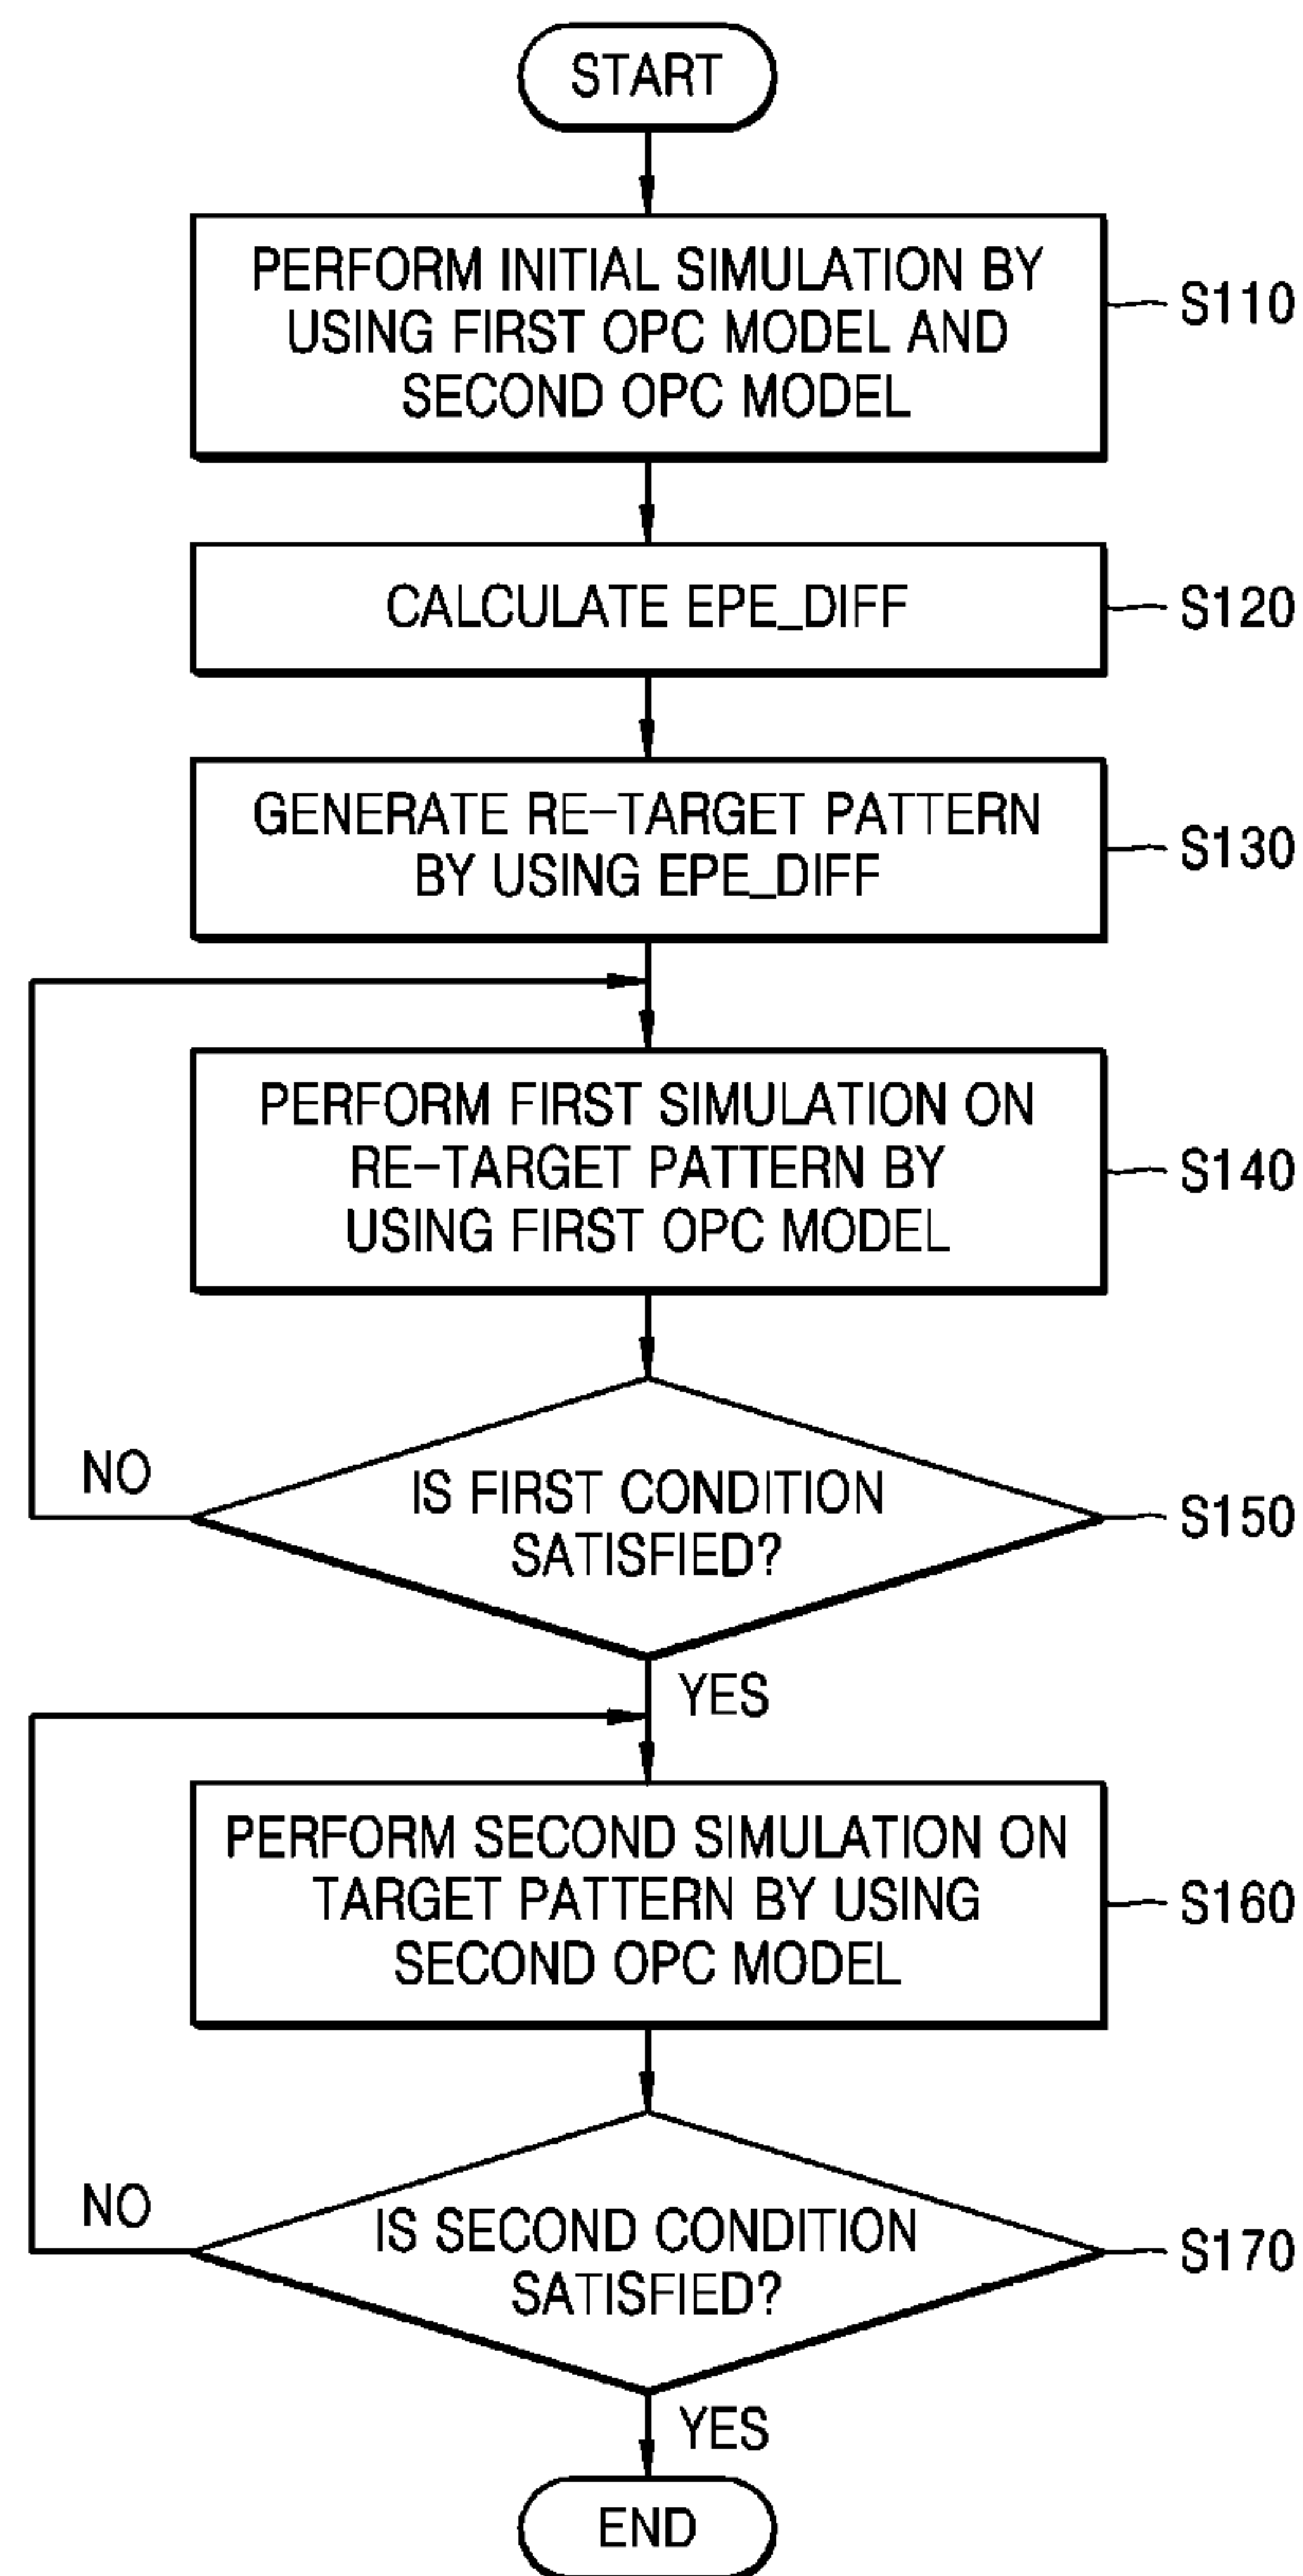 START
PERFORM INITIAL SIMULATION BY
USING FIRST OPC MODEL AND
SECOND OPC MODEL
S110
CALCULATE EPE_DIFF
S120
GENERATE RE-TARGET PATTERN
BY USING EPE_DIFF
S130
PERFORM FIRST SIMULATION ON
RE-TARGET PATTERN BY
USING FIRST OPC MODEL
S140
NO
IS FIRST CONDITION
SATISFIED?
S150
YES
PERFORM SECOND SIMULATION ON
TARGET PATTERN BY USING
SECOND OPC MODEL
S160
NO
IS SECOND CONDITION
SATISFIED?
S170
YES
END